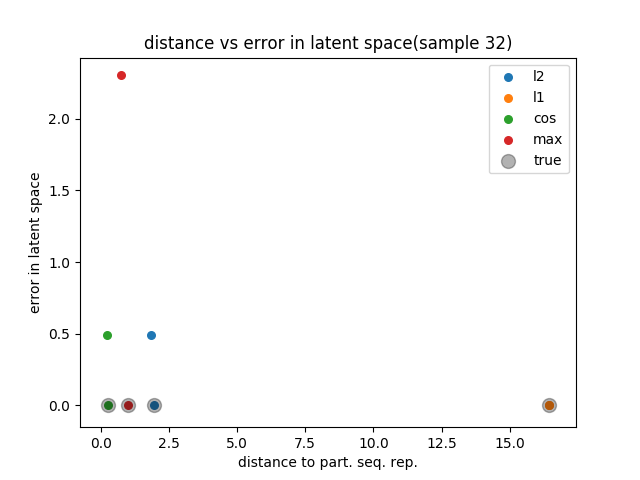 distance vs error in latent space(sample 32)
l2
l1
cos
max
true
2.0
1.5
1.0
0.5
0.0
error in latent space
0.0 2.5 5.0 7.5 10.0 12.5 15.0
distance to part. seq. rep.